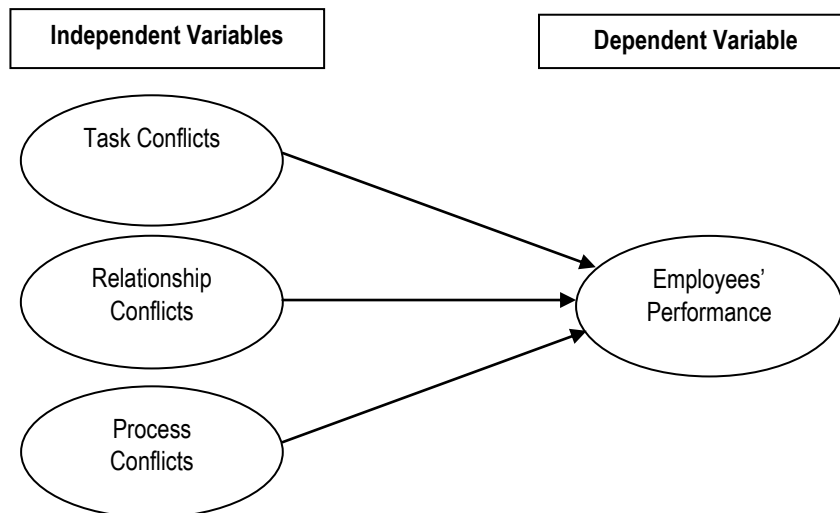 Independent Variables
Dependent Variable
Task Conflicts
Relationship
Conflicts
Employees’
Performance
Process
Conflicts